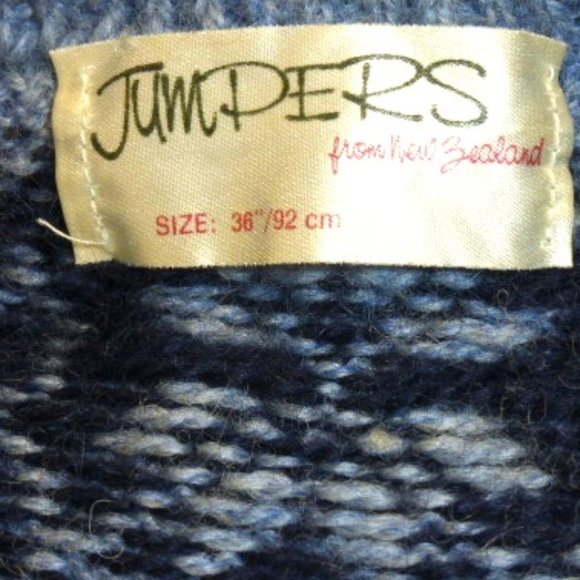 JUMPERS
from New Zealand
SIZE: 36"/92 cm